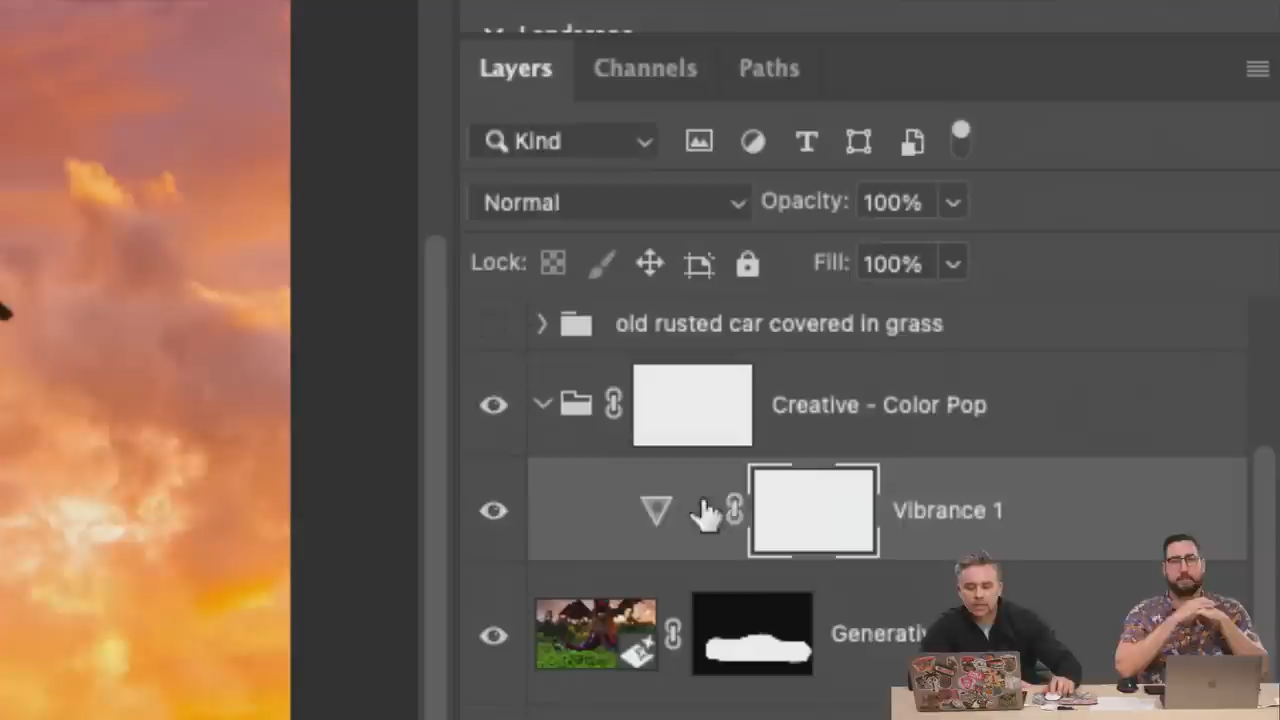 Landscape
Layers Channels Paths
Kind
Normal Opacity: 100%
Lock: Fill: 100%
old rusted car covered in grass
Creative - Color Pop
Vibrance 1
Generati